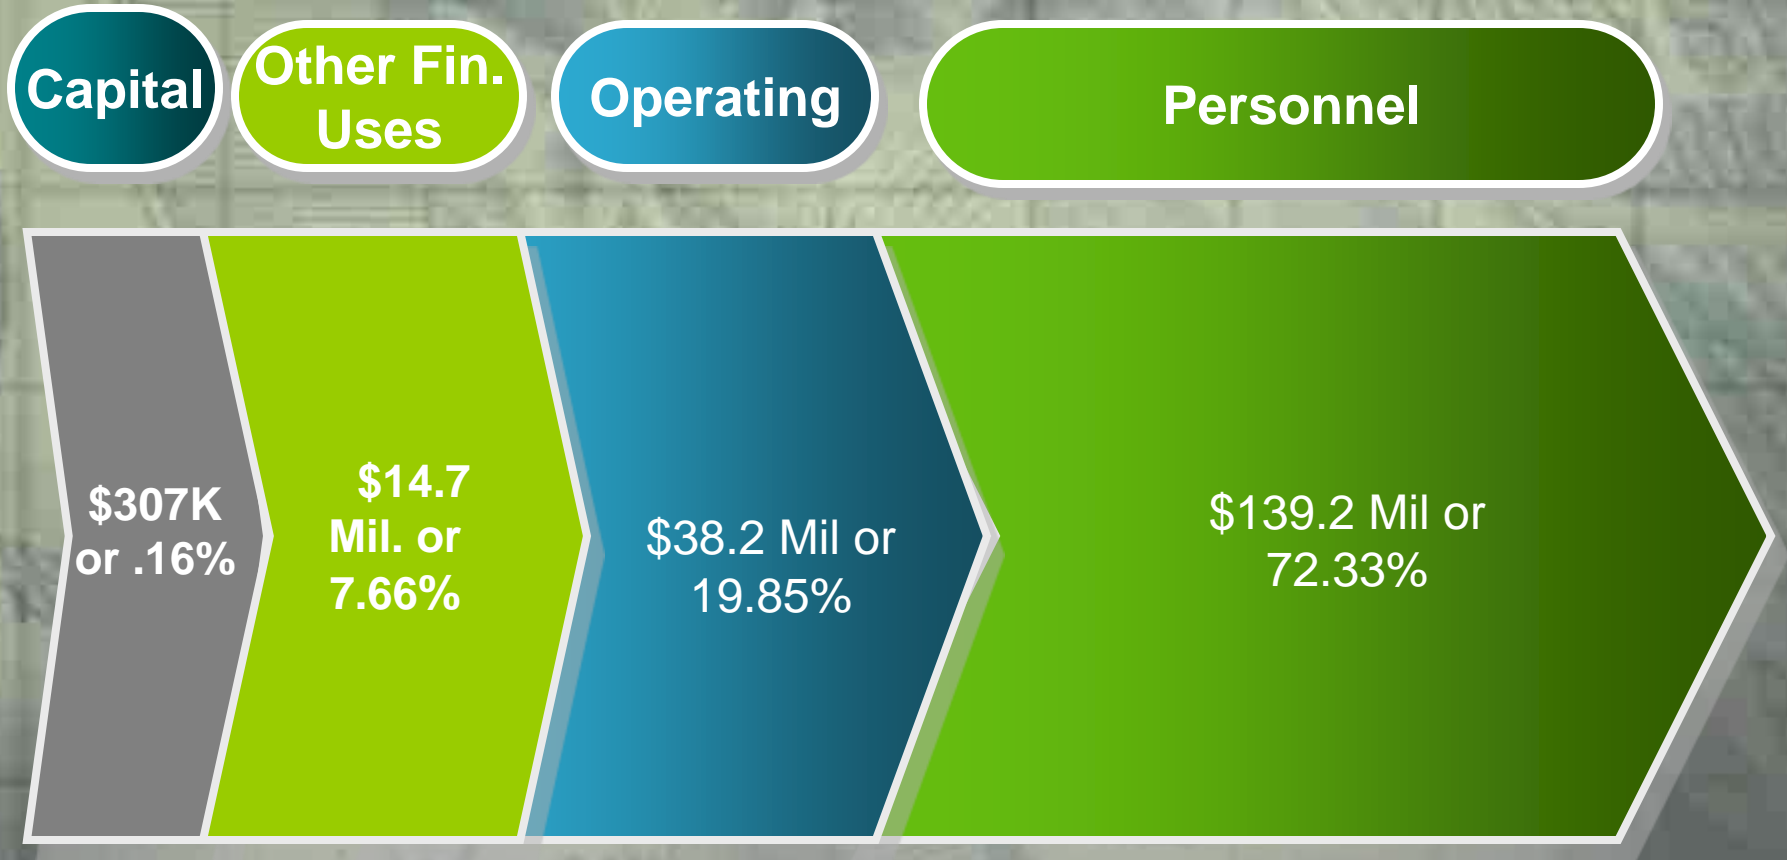 Capital
Other Fin.
Uses
Operating
Personnel
$307K
or .16%
$14.7
Mil. or
7.66%
$38.2 Mil or
19.85%
$139.2 Mil or
72.33%